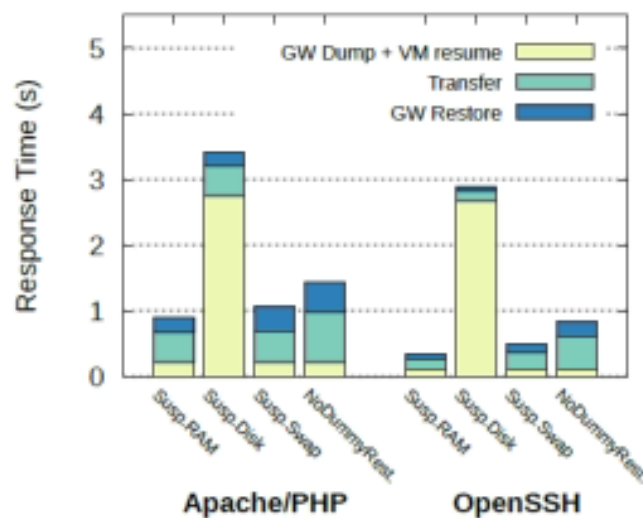 Response Time (s)
5
4
3
2
1
0
GW Dump + VM resume
Transfer
GW Restore
Susp.RAM
Susp.Disk
Susp.Swap
NoDummyRest.
Susp.RAM
Susp.Disk
Susp.Swap
NoDummyRest.
Apache/PHP
OpenSSH